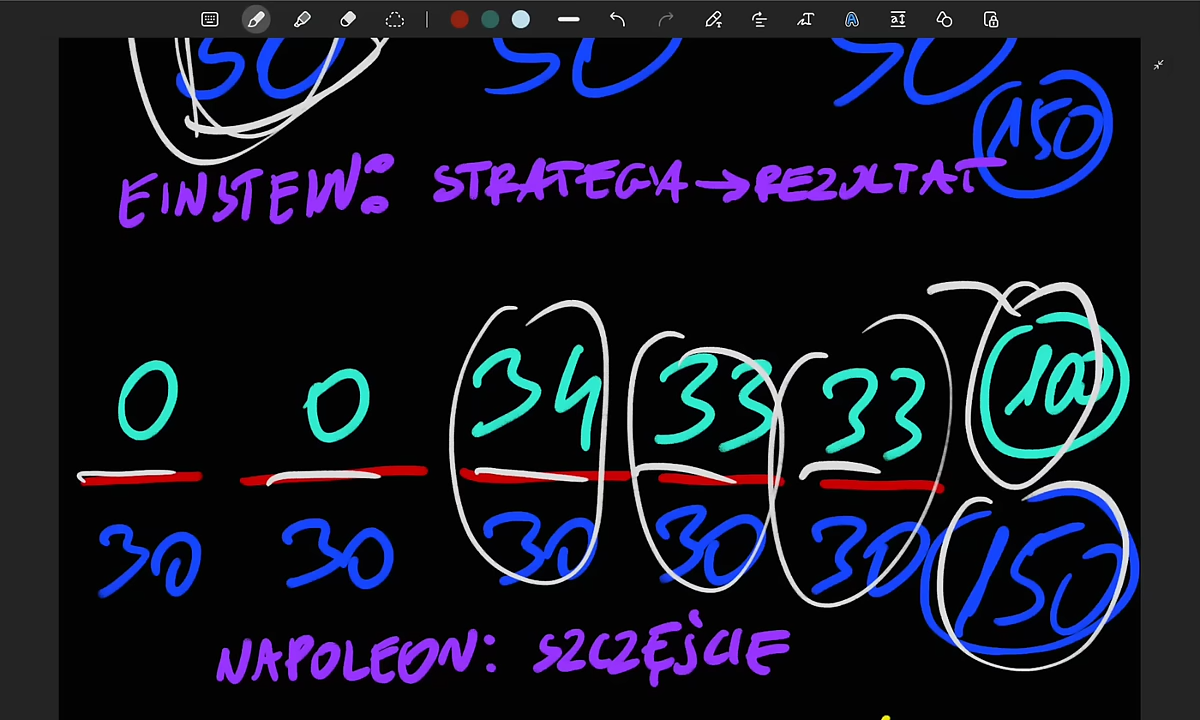 50 50 50
150
EINSTEIN: STRATEGIA → REZULTAT
0 0 34 33 33 100
30 30 30 30 30 150
NAPOLEON: SZCZĘŚCIE